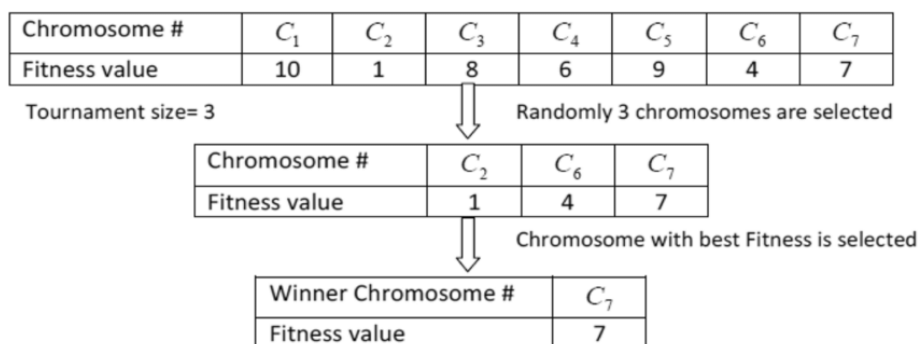 Chromosome # C₁ C₂ C₃ C₄ C₅ C₆ C₇
Fitness value 10 1 8 6 9 4 7
Tournament size= 3 Randomly 3 chromosomes are selected
Chromosome # C₂ C₆ C₇
Fitness value 1 4 7
Chromosome with best Fitness is selected
Winner Chromosome # C₇
Fitness value 7